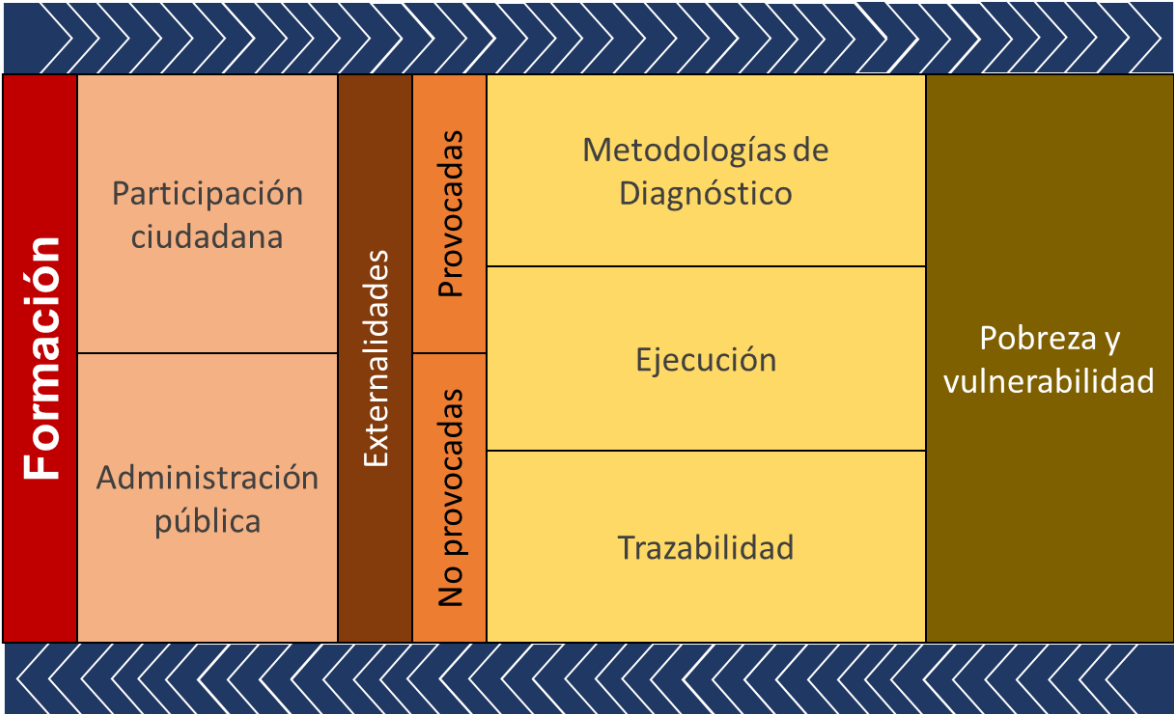 Formación
Participación
ciudadana
Administración
pública
Externalidades
Provocadas
No provocadas
Metodologías de
Diagnóstico
Ejecución
Trazabilidad
Pobreza y
vulnerabilidad